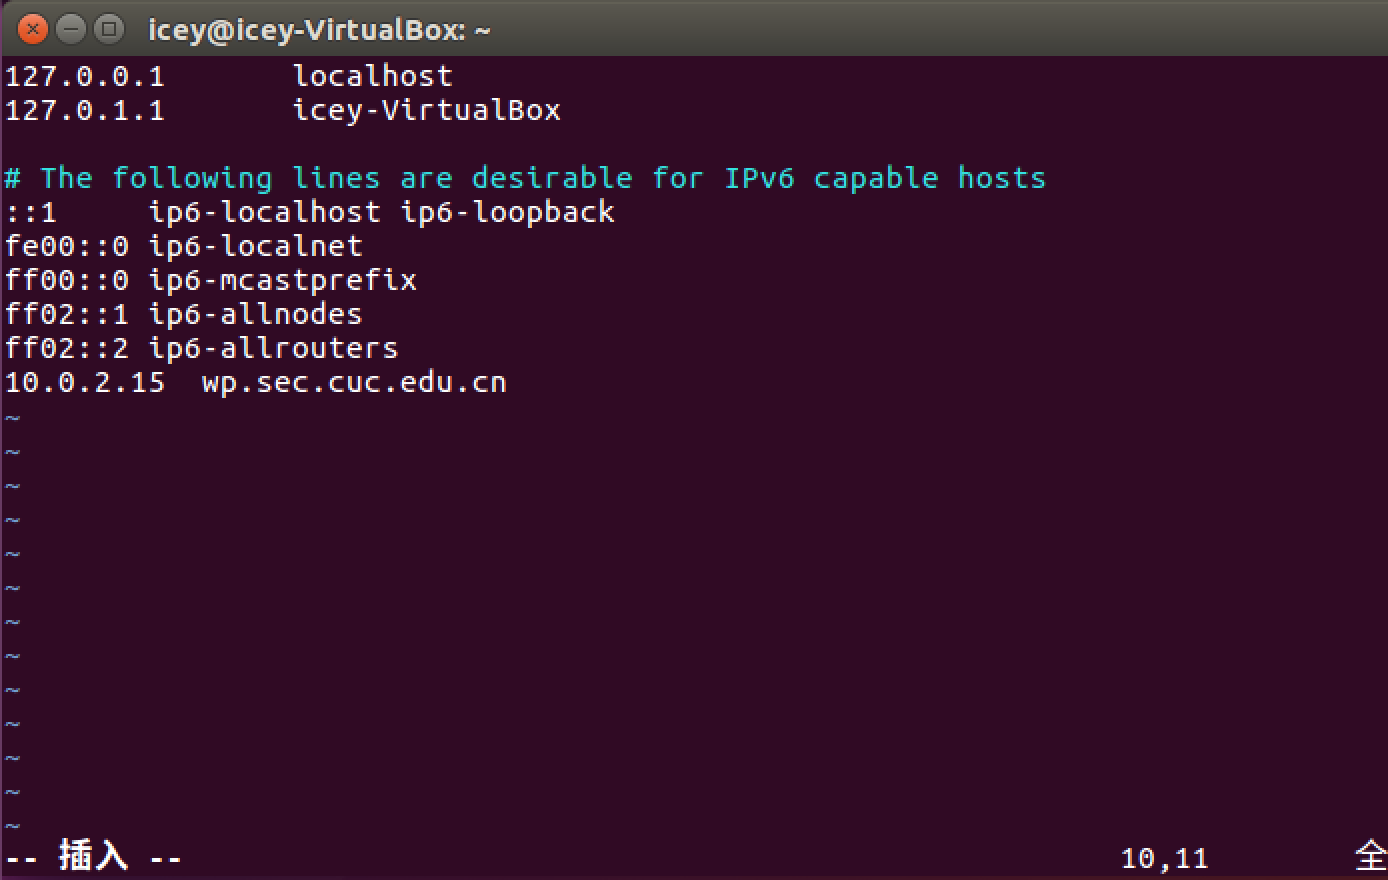 icey@icey-VirtualBox: ~
127.0.0.1       localhost
127.0.1.1       icey-VirtualBox
# The following lines are desirable for IPv6 capable hosts
::1     ip6-localhost ip6-loopback
fe00::0 ip6-localnet
ff00::0 ip6-mcastprefix
ff02::1 ip6-allnodes
ff02::2 ip6-allrouters
10.0.2.15  wp.sec.cuc.edu.cn
~
~
~
~
~
~
~
~
~
~
~
~
~
-- 插入 --                                                    10,11        全